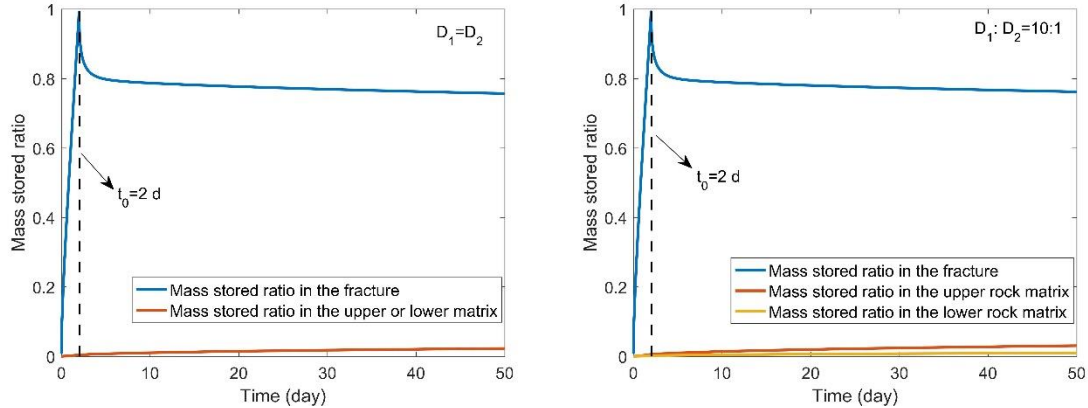 D₁=D₂
1
0.8
0.6
0.4
0.2
0
Mass stored ratio
t₀=2 d
Mass stored ratio in the fracture
Mass stored ratio in the upper or lower matrix
0 10 20 30 40 50
Time (day)
D₁: D₂=10:1
1
0.8
0.6
0.4
0.2
0
Mass stored ratio
t₀=2 d
Mass stored ratio in the fracture
Mass stored ratio in the upper rock matrix
Mass stored ratio in the lower rock matrix
0 10 20 30 40 50
Time (day)